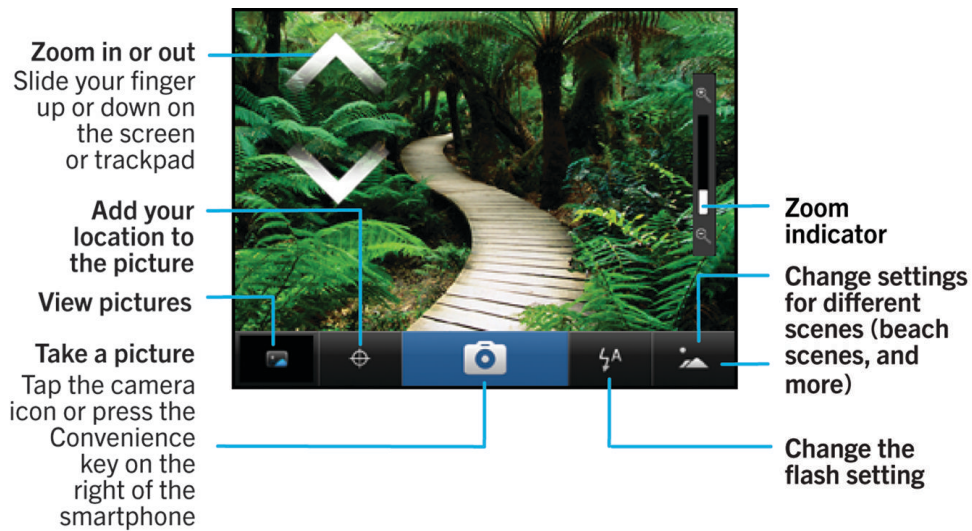 Zoom in or out
Slide your finger
up or down on
the screen
or trackpad
Add your
location to
the picture
View pictures
Take a picture
Tap the camera
icon or press the
Convenience
key on the
right of the
smartphone
A
Zoom
indicator
Change settings
for different
scenes (beach
scenes, and
more)
Change the
flash setting